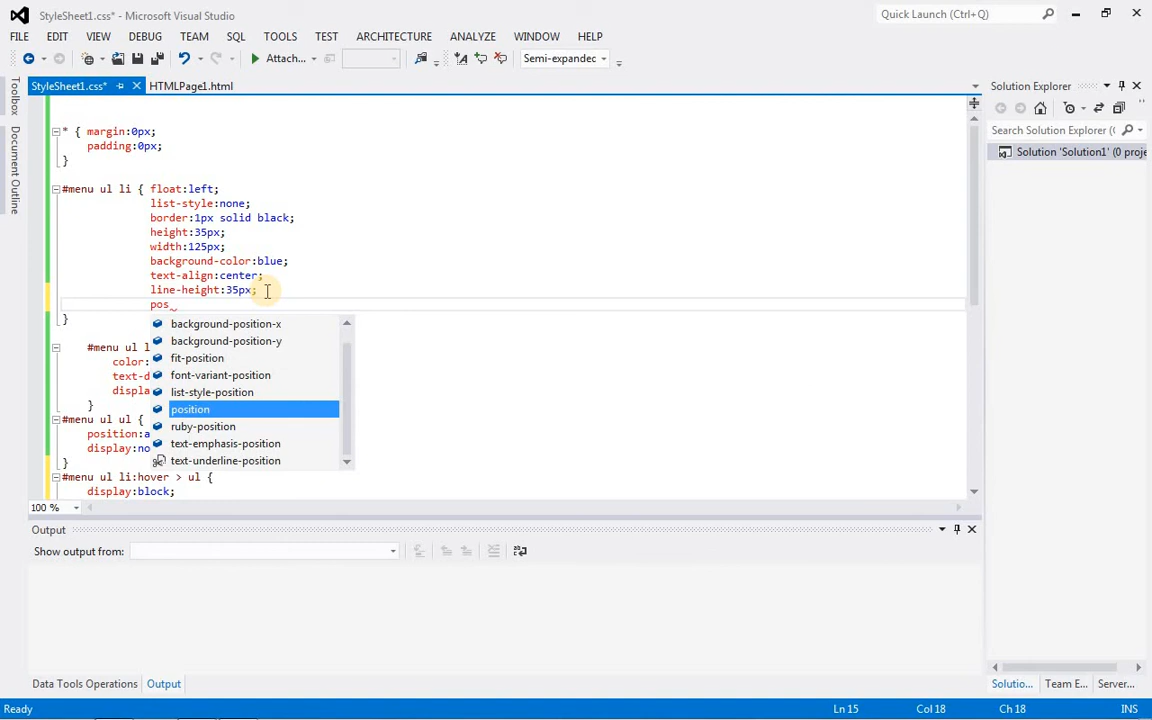 StyleSheet1.css* - Microsoft Visual Studio
Quick Launch (Ctrl+Q)
FILE EDIT VIEW DEBUG TEAM SQL TOOLS TEST ARCHITECTURE ANALYZE WINDOW HELP
Attach...
Semi-expandec
Toolbox
Document Outline
StyleSheet1.css*
HTMLPage1.html
* { margin:0px;
padding:0px;
}
#menu ul li { float:left;
list-style:none;
border:1px solid black;
height:35px;
width:125px;
background-color:blue;
text-align:center;
line-height:35px;
pos
}
background-position-x
background-position-y
fit-position
font-variant-position
list-style-position
position
ruby-position
text-emphasis-position
text-underline-position
#menu ul l
color:
text-d
displa
}
#menu ul ul {
position:a
display:no
}
#menu ul li:hover > ul {
display:block;
100 %
Output
Show output from:
Data Tools Operations
Output
Solution Explorer
Search Solution Explorer (
Solution 'Solution1' (0 proje
Solutio...
Team E...
Server...
Ready
Ln 15
Col 18
Ch 18
INS